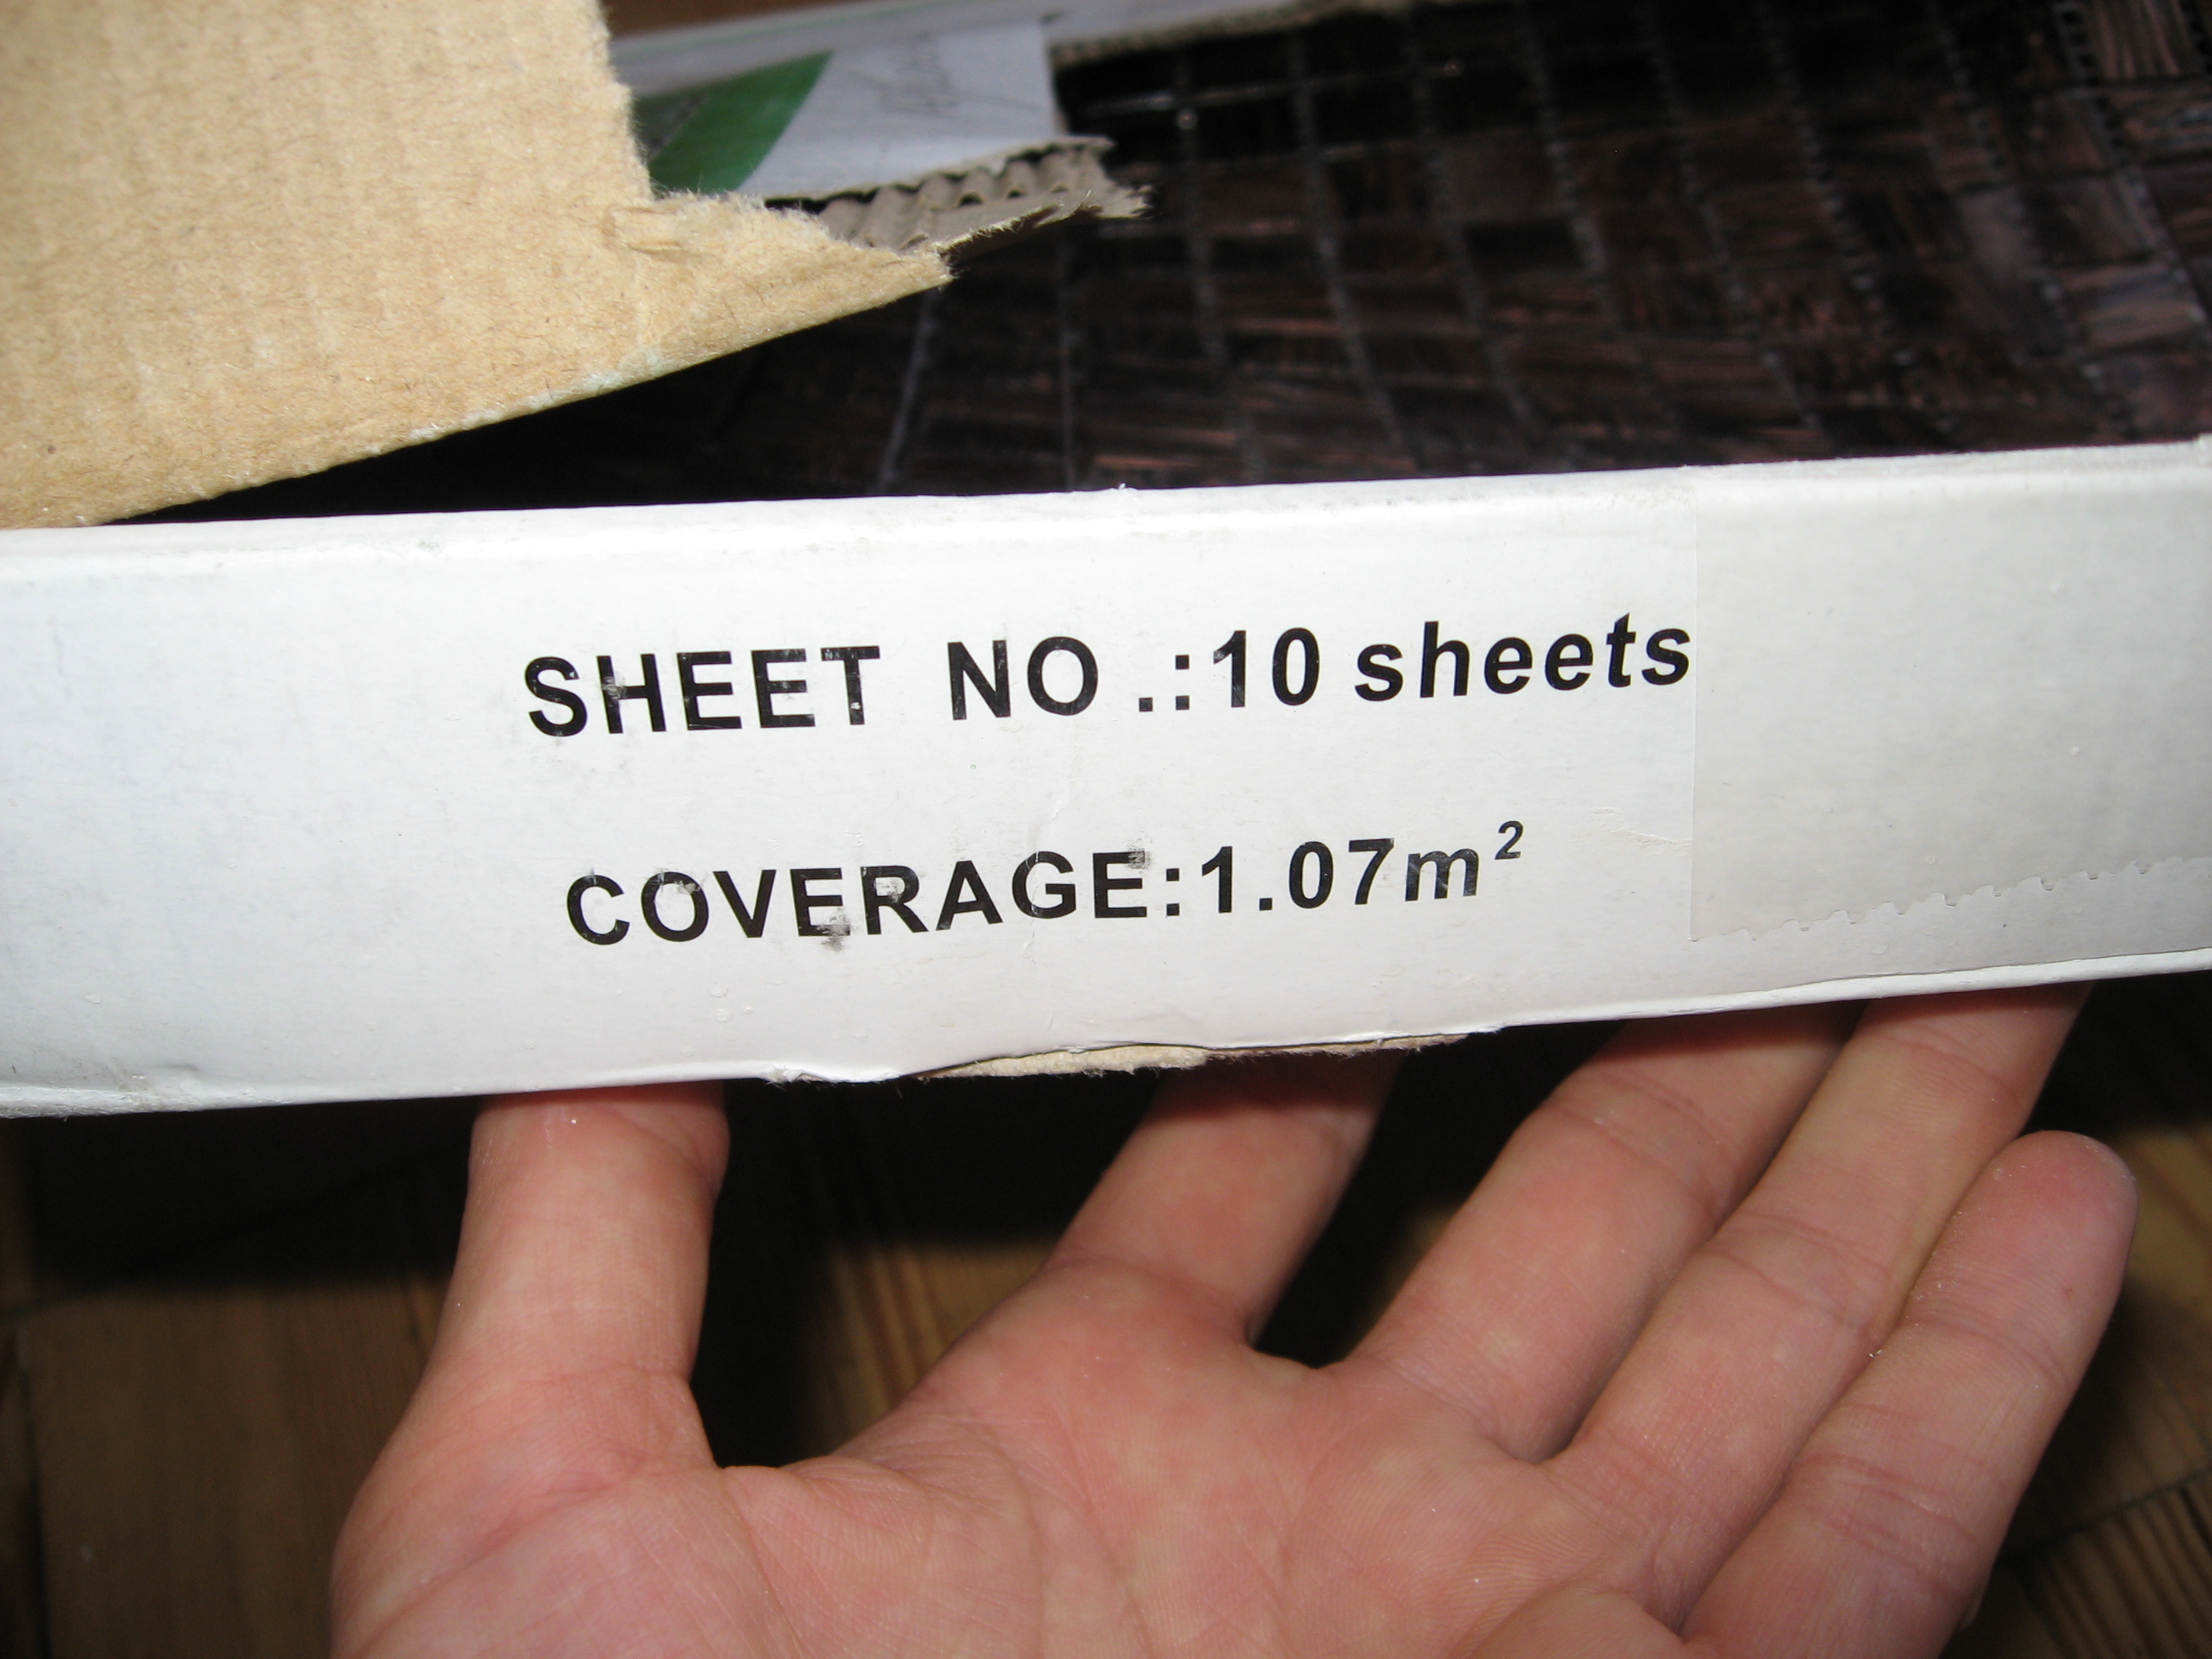 SHEET NO .:10 sheets
COVERAGE:1.07m²